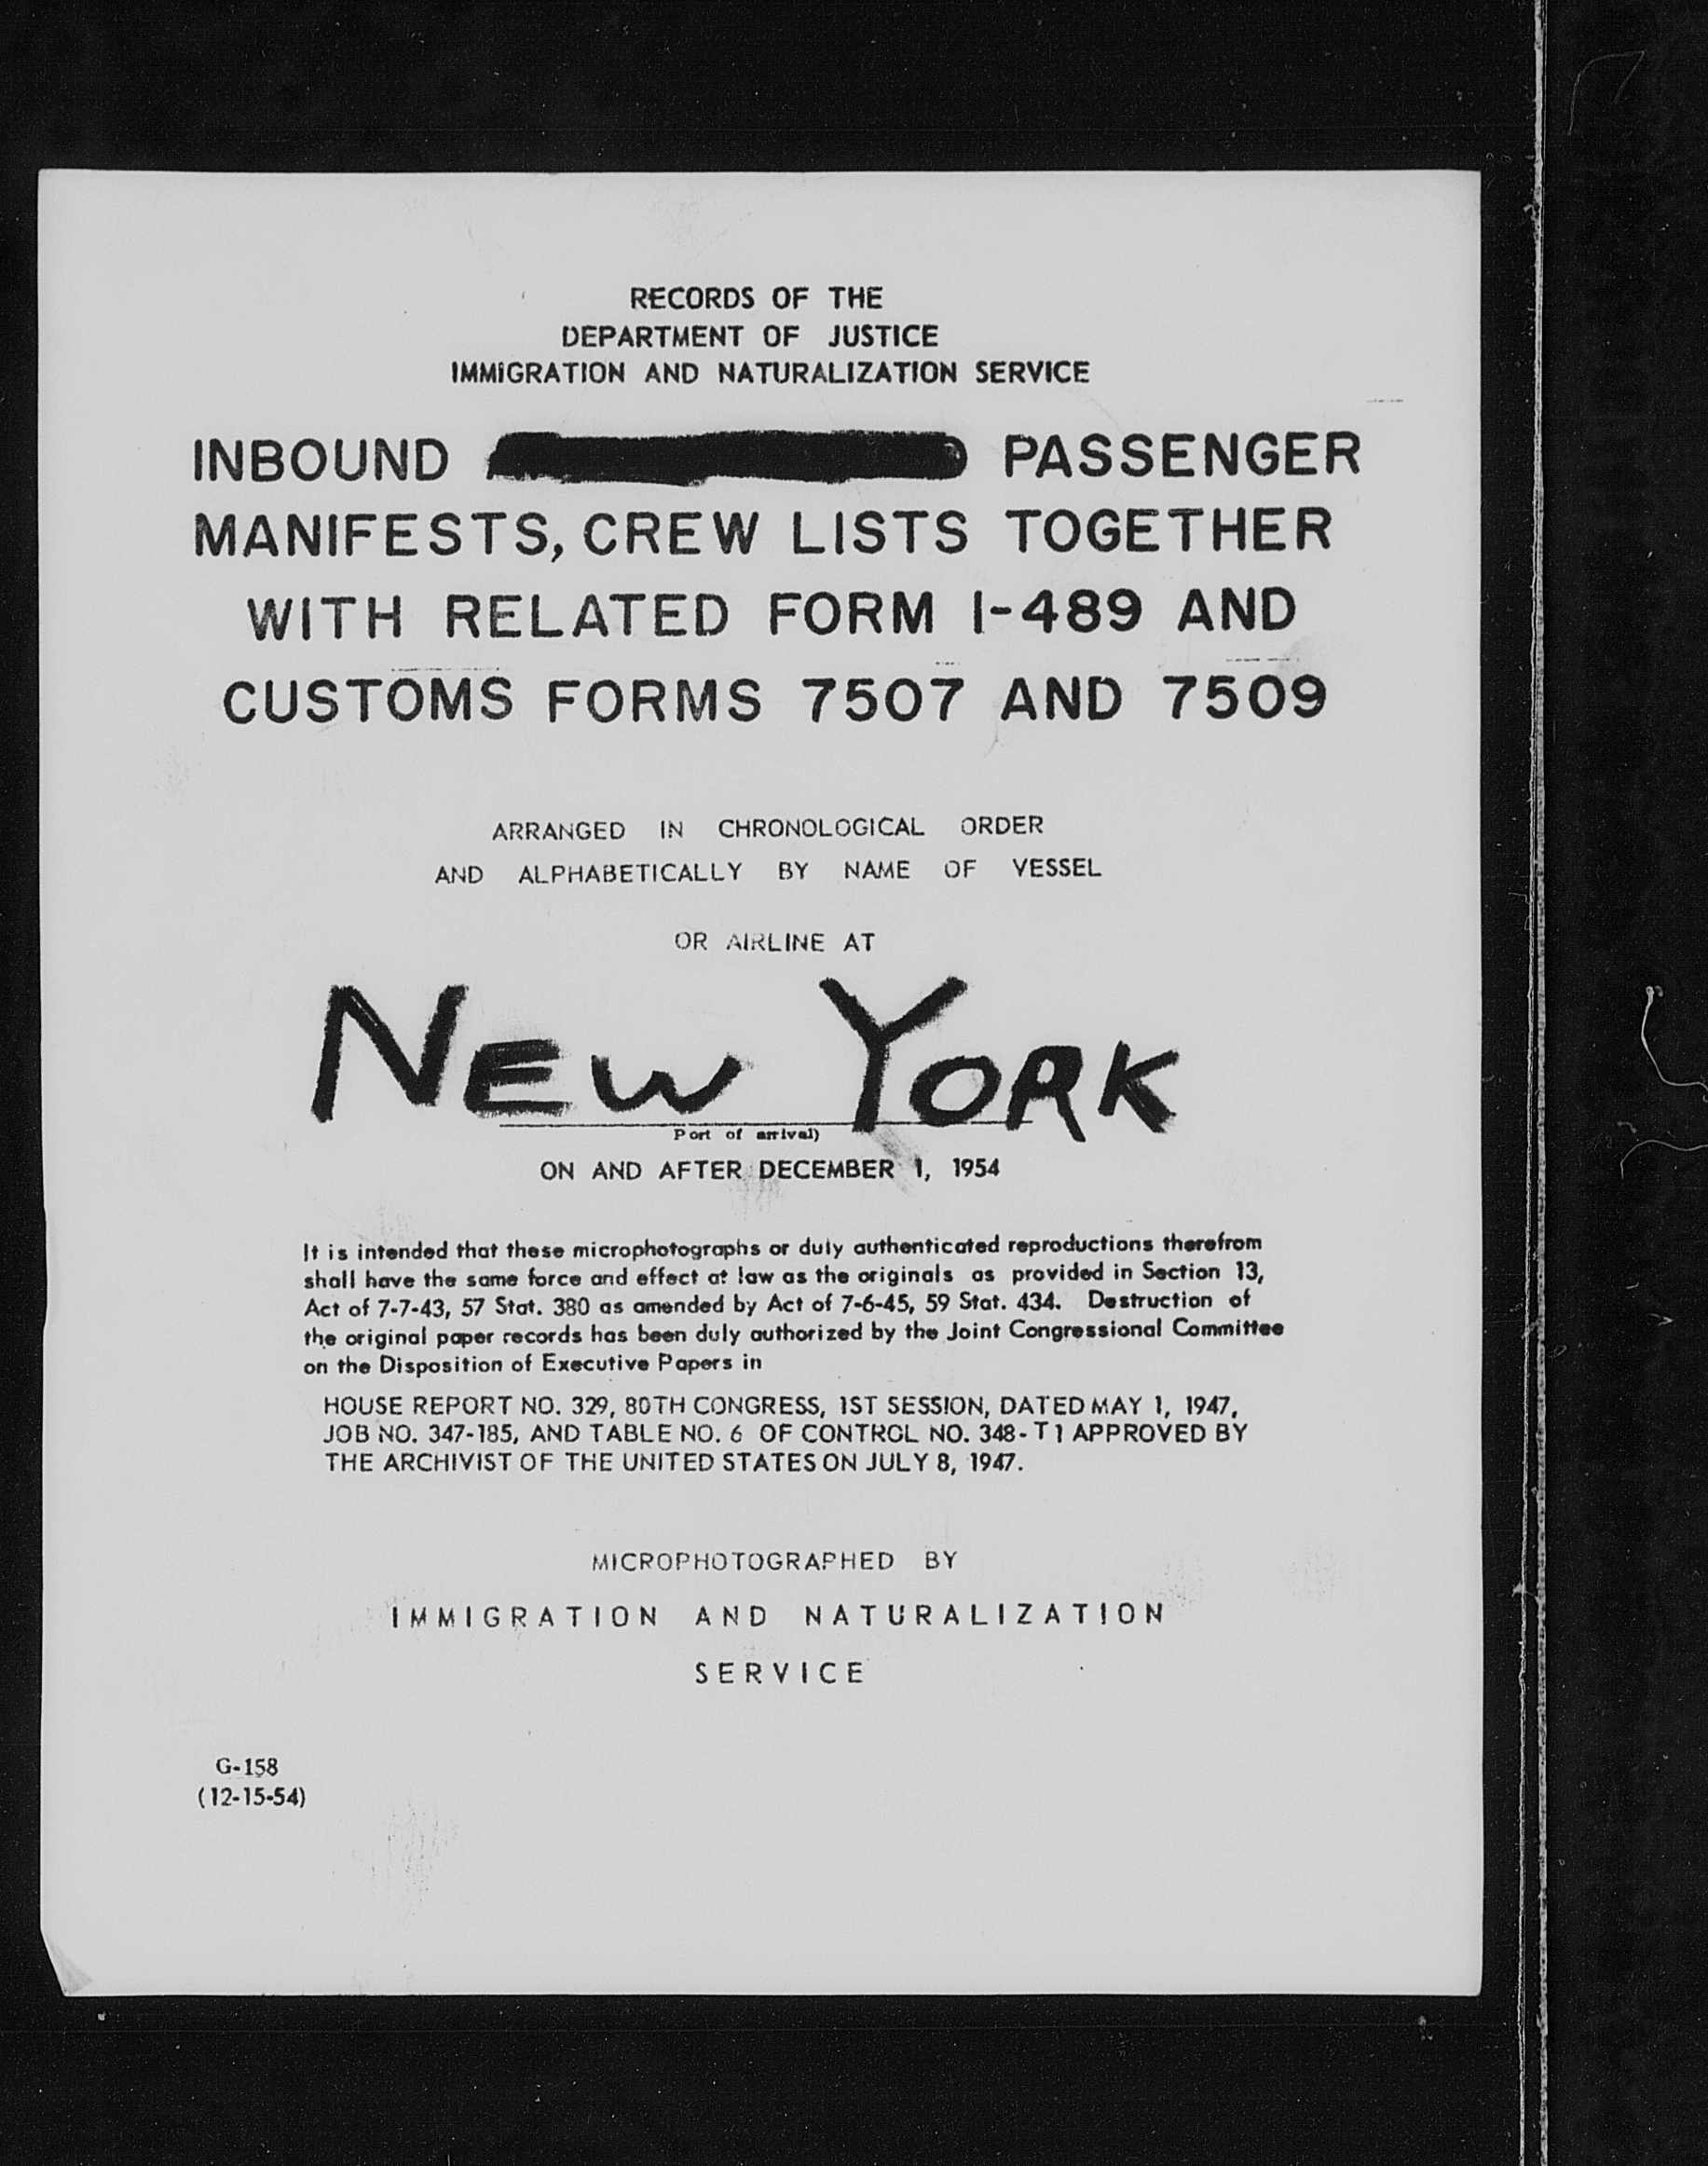 RECORDS OF THE
DEPARTMENT OF JUSTICE
IMMIGRATION AND NATURALIZATION SERVICE
INBOUND PASSENGER
MANIFESTS, CREW LISTS TOGETHER
WITH RELATED FORM I-489 AND
CUSTOMS FORMS 7507 AND 7509
ARRANGED IN CHRONOLOGICAL ORDER
AND ALPHABETICALLY BY NAME OF VESSEL
OR AIRLINE AT
NEW YORK
Port of arrival)
ON AND AFTER DECEMBER 1, 1954
It is intended that these microphotographs or duly authenticated reproductions therefrom
shall have the same force and effect at law as the originals as provided in Section 13,
Act of 7-7-43, 57 Stat. 380 as amended by Act of 7-6-45, 59 Stat. 434. Destruction of
the original paper records has been duly authorized by the Joint Congressional Committee
on the Disposition of Executive Papers in
HOUSE REPORT NO. 329, 80TH CONGRESS, 1ST SESSION, DATED MAY 1, 1947,
JOB NO. 347-185, AND TABLE NO. 6 OF CONTROL NO. 348-T1 APPROVED BY
THE ARCHIVIST OF THE UNITED STATES ON JULY 8, 1947.
MICROPHOTOGRAPHED BY
IMMIGRATION AND NATURALIZATION
SERVICE
G-158
(12-15-54)